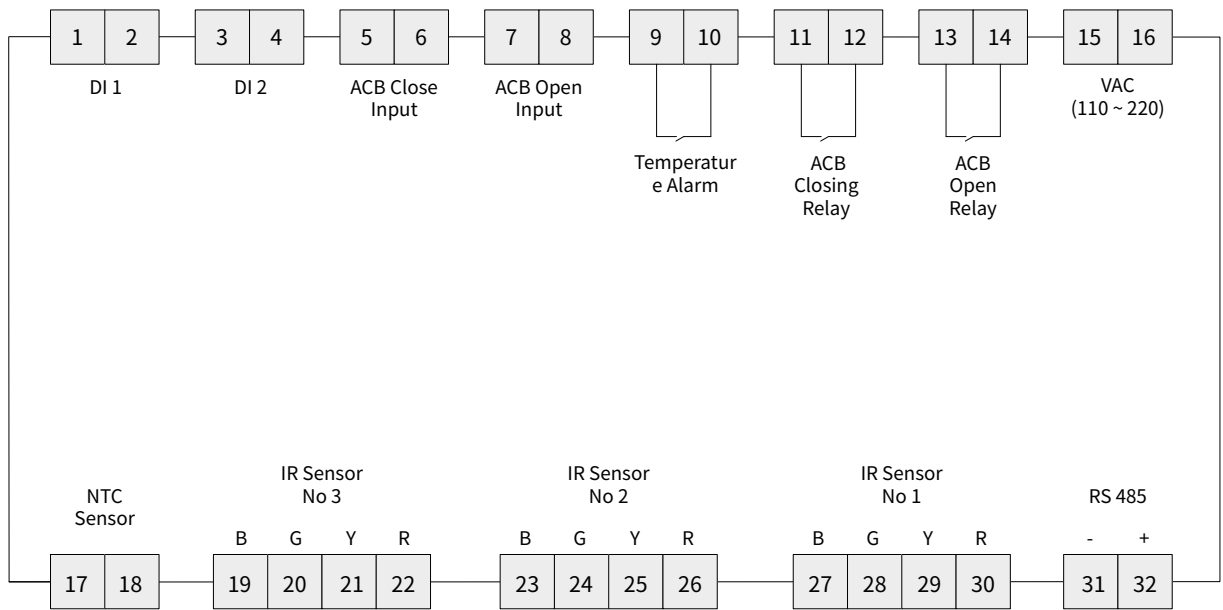 1 2 3 4 5 6 7 8 9 10 11 12 13 14 15 16
DI 1
DI 2
ACB Close
Input
ACB Open
Input
Temperatur
e Alarm
ACB
Closing
Relay
ACB
Open
Relay
VAC
(110 ~ 220)
NTC
Sensor
IR Sensor
No 3
B G Y R
IR Sensor
No 2
B G Y R
IR Sensor
No 1
B G Y R
RS 485
- +
17 18 19 20 21 22 23 24 25 26 27 28 29 30 31 32